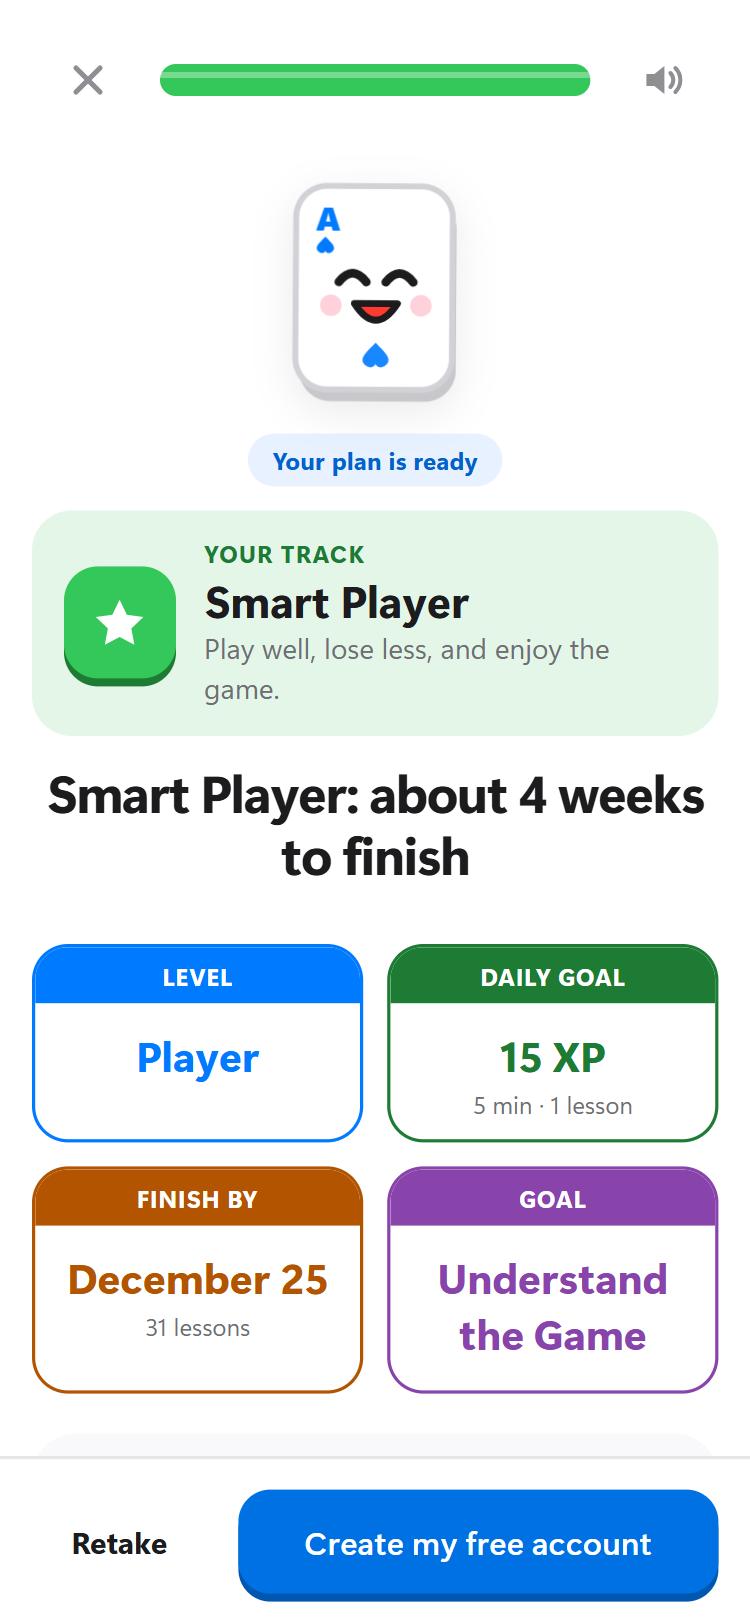 A
Your plan is ready
YOUR TRACK
Smart Player
Play well, lose less, and enjoy the
game.
Smart Player: about 4 weeks
to finish
LEVEL
Player
DAILY GOAL
15 XP
5 min · 1 lesson
FINISH BY
December 25
31 lessons
GOAL
Understand
the Game
Retake
Create my free account